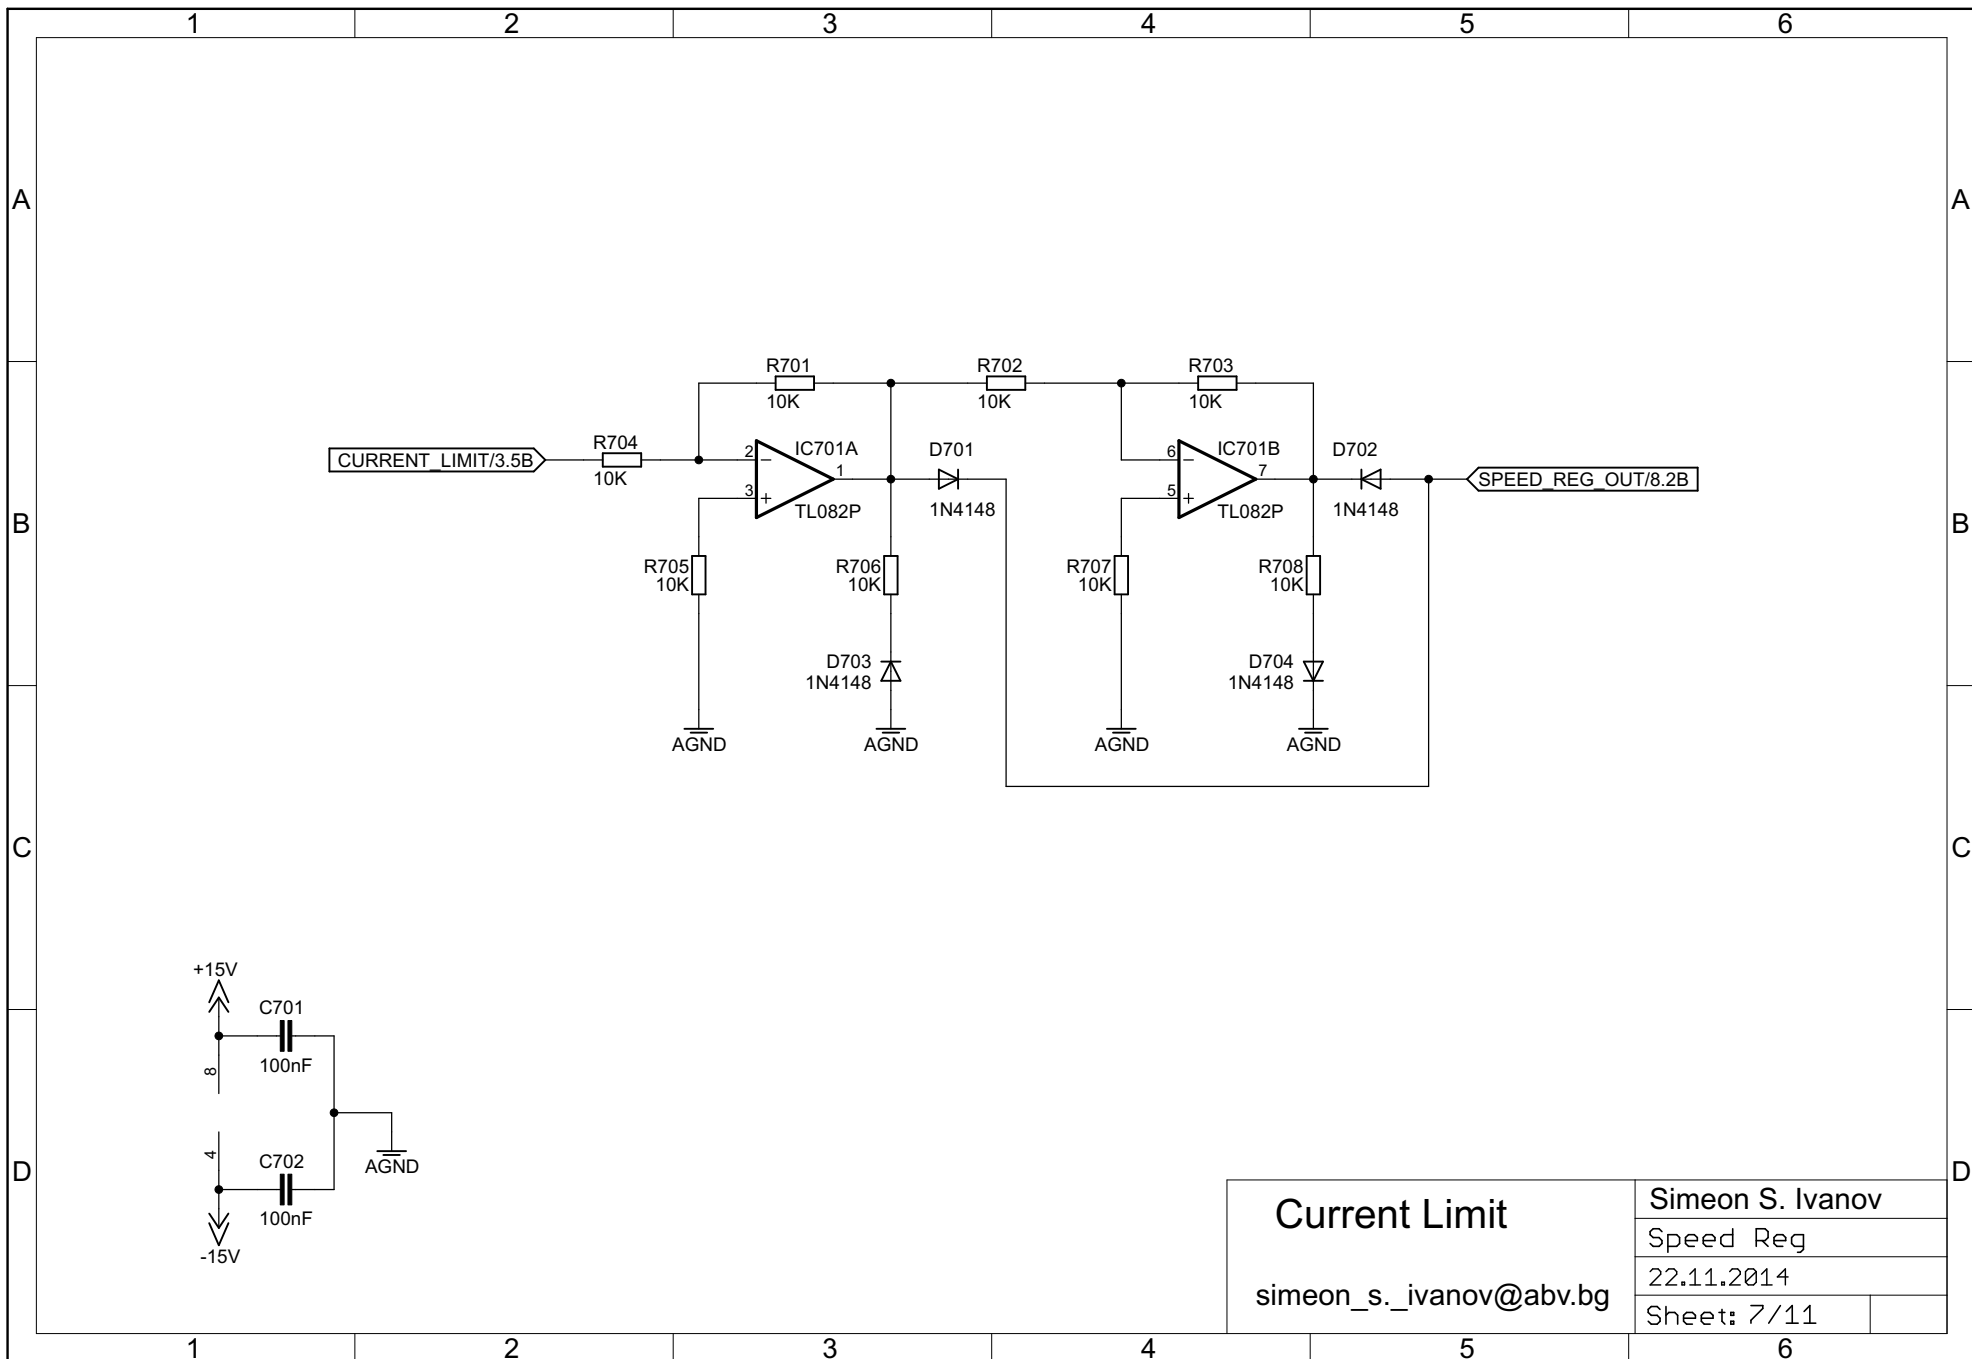 1 2 3 4 5 6
A A
R701 R702 R703
10K 10K 10K
CURRENT_LIMIT/3.5B
R704
10K
2
3
1
IC701A
TL082P
D701
1N4148
6
5
7
IC701B
TL082P
D702
1N4148
SPEED_REG_OUT/8.2B
B B
R705
10K
R706
10K
R707
10K
R708
10K
D703
1N4148
D704
1N4148
AGND AGND AGND AGND
C C
+15V
C701
100nF
8
4
C702
100nF
AGND
-15V
D D
Current Limit
simeon_s._ivanov@abv.bg
Simeon S. Ivanov
Speed Reg
22.11.2014
Sheet: 7/11
1 2 3 4 5 6